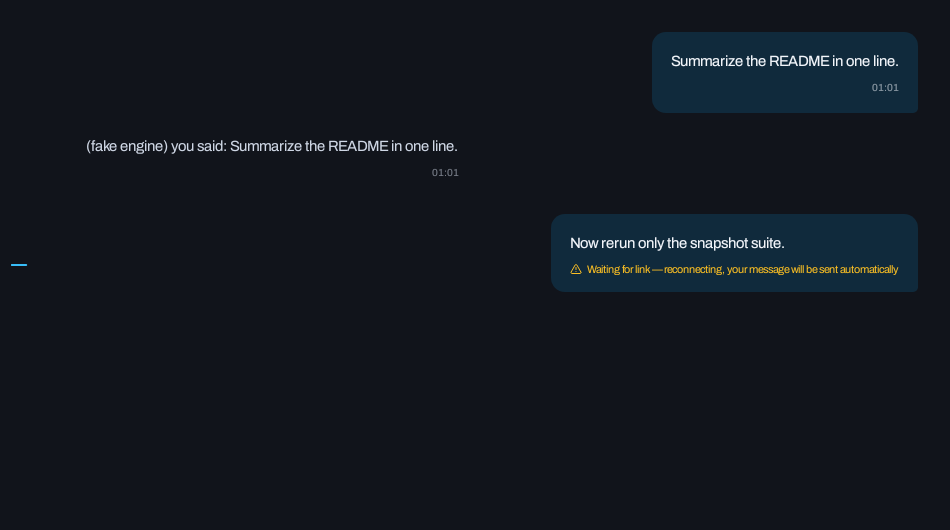 Summarize the README in one line.
01:01
(fake engine) you said: Summarize the README in one line.
01:01
Now rerun only the snapshot suite.
Waiting for link — reconnecting, your message will be sent automatically